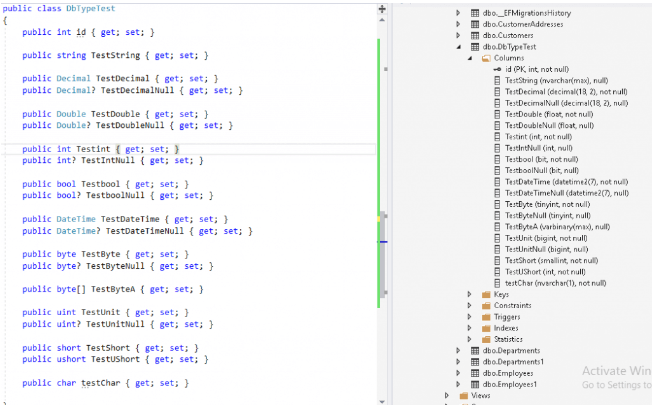 public class DbTypeTest
{
public int id { get; set; }
public string TestString { get; set; }
public Decimal TestDecimal { get; set; }
public Decimal? TestDecimalNull { get; set; }
public Double TestDouble { get; set; }
public Double? TestDoubleNull { get; set; }
public int Testint { get; set; }
public int? TestIntNull { get; set; }
public bool Testbool { get; set; }
public bool? TestboolNull { get; set; }
public DateTime TestDateTime { get; set; }
public DateTime? TestDateTimeNull { get; set; }
public byte TestByte { get; set; }
public byte? TestByteNull { get; set; }
public byte[] TestByteA { get; set; }
public uint TestUnit { get; set; }
public uint? TestUnitNull { get; set; }
public short TestShort { get; set; }
public ushort TestUShort { get; set; }
public char testChar { get; set; }
dbo.__EFMigrationsHistory
dbo.CustomerAddresses
dbo.Customers
dbo.DbTypeTest
Columns
id (PK, int, not null)
TestString (nvarchar(max), null)
TestDecimal (decimal(18, 2), not null)
TestDecimalNull (decimal(18, 2), null)
TestDouble (float, not null)
TestDoubleNull (float, null)
Testint (int, not null)
TestIntNull (int, null)
Testbool (bit, not null)
TestboolNull (bit, null)
TestDateTime (datetime2(7), not null)
TestDateTimeNull (datetime2(7), null)
TestByte (tinyint, not null)
TestByteNull (tinyint, null)
TestByteA (varbinary(max), null)
TestUnit (bigint, not null)
TestUnitNull (bigint, null)
TestShort (smallint, not null)
TestUShort (int, not null)
testChar (nvarchar(1), not null)
Keys
Constraints
Triggers
Indexes
Statistics
dbo.Departments
dbo.Departments1
dbo.Employees
dbo.Employees1
Views
Activate Win
Go to Settings to